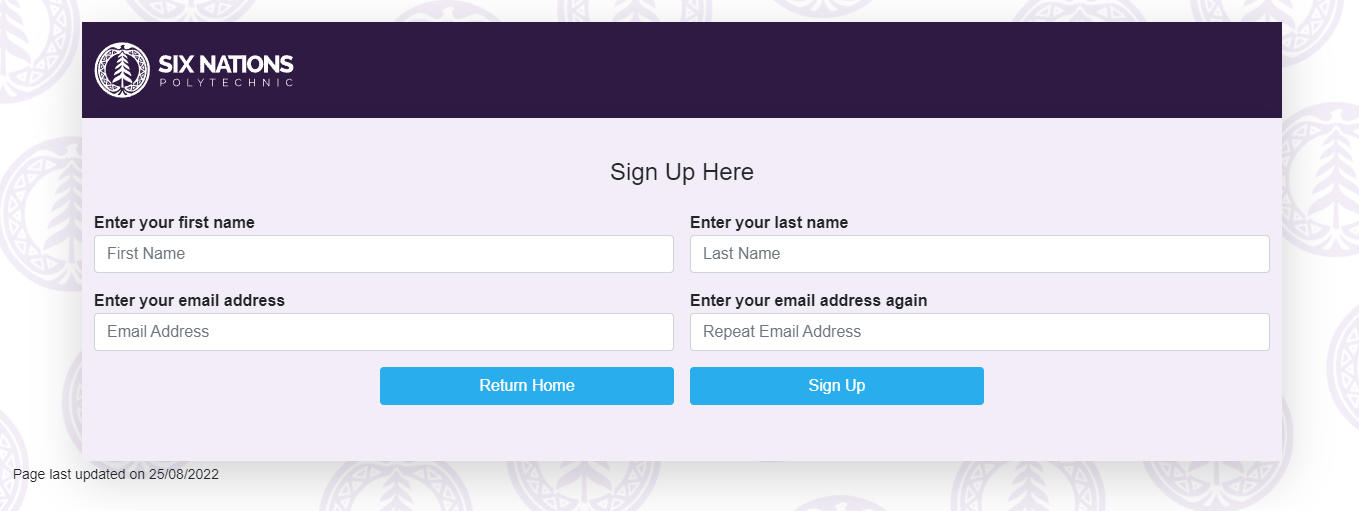 SIX NATIONS
POLYTECHNIC
Sign Up Here
Enter your first name
First Name
Enter your last name
Last Name
Enter your email address
Email Address
Enter your email address again
Repeat Email Address
Return Home
Sign Up
Page last updated on 25/08/2022